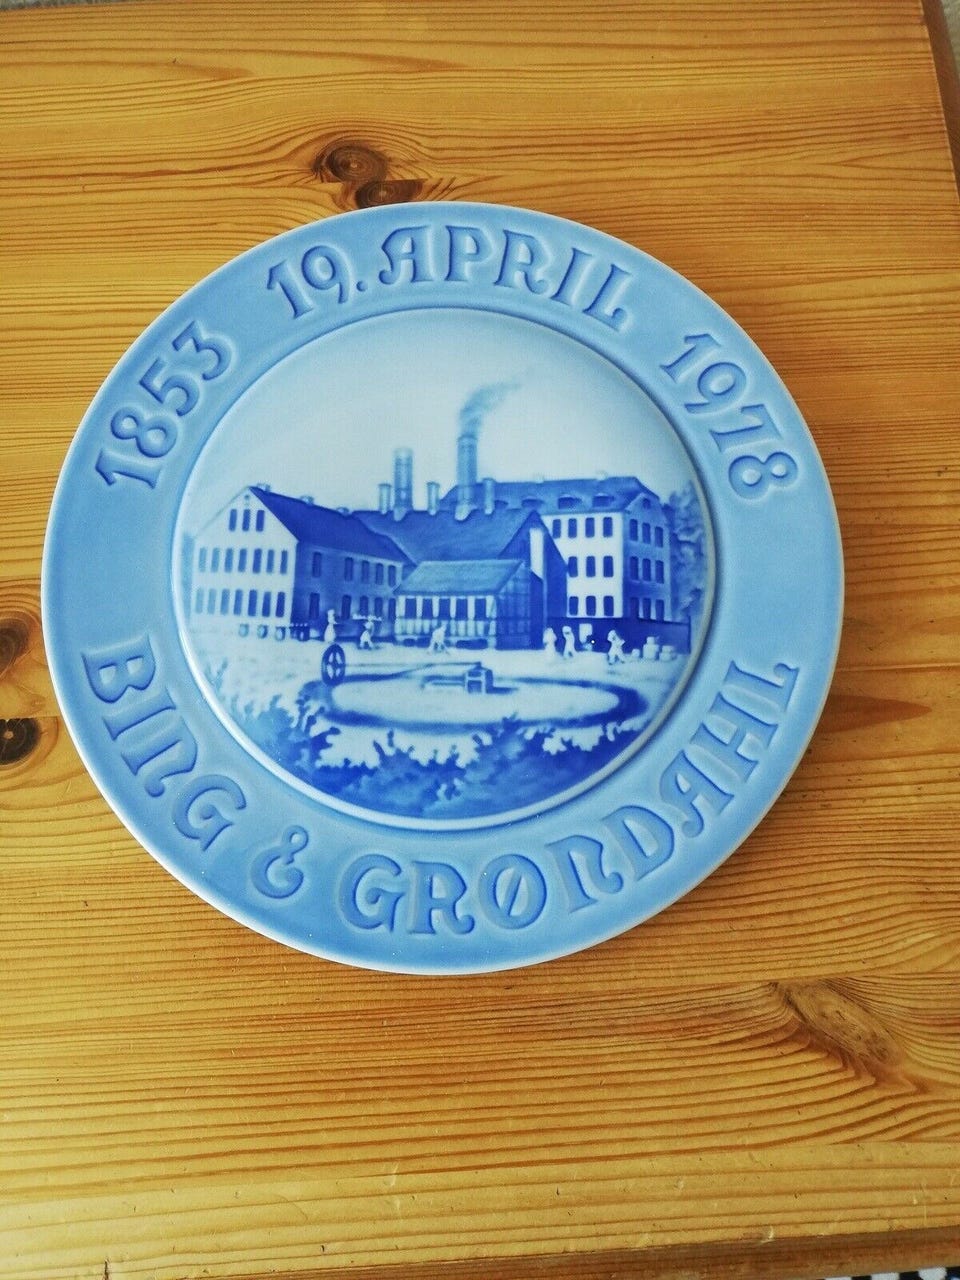 1853 19. APRIL 1978
BING & GRØNDAHL